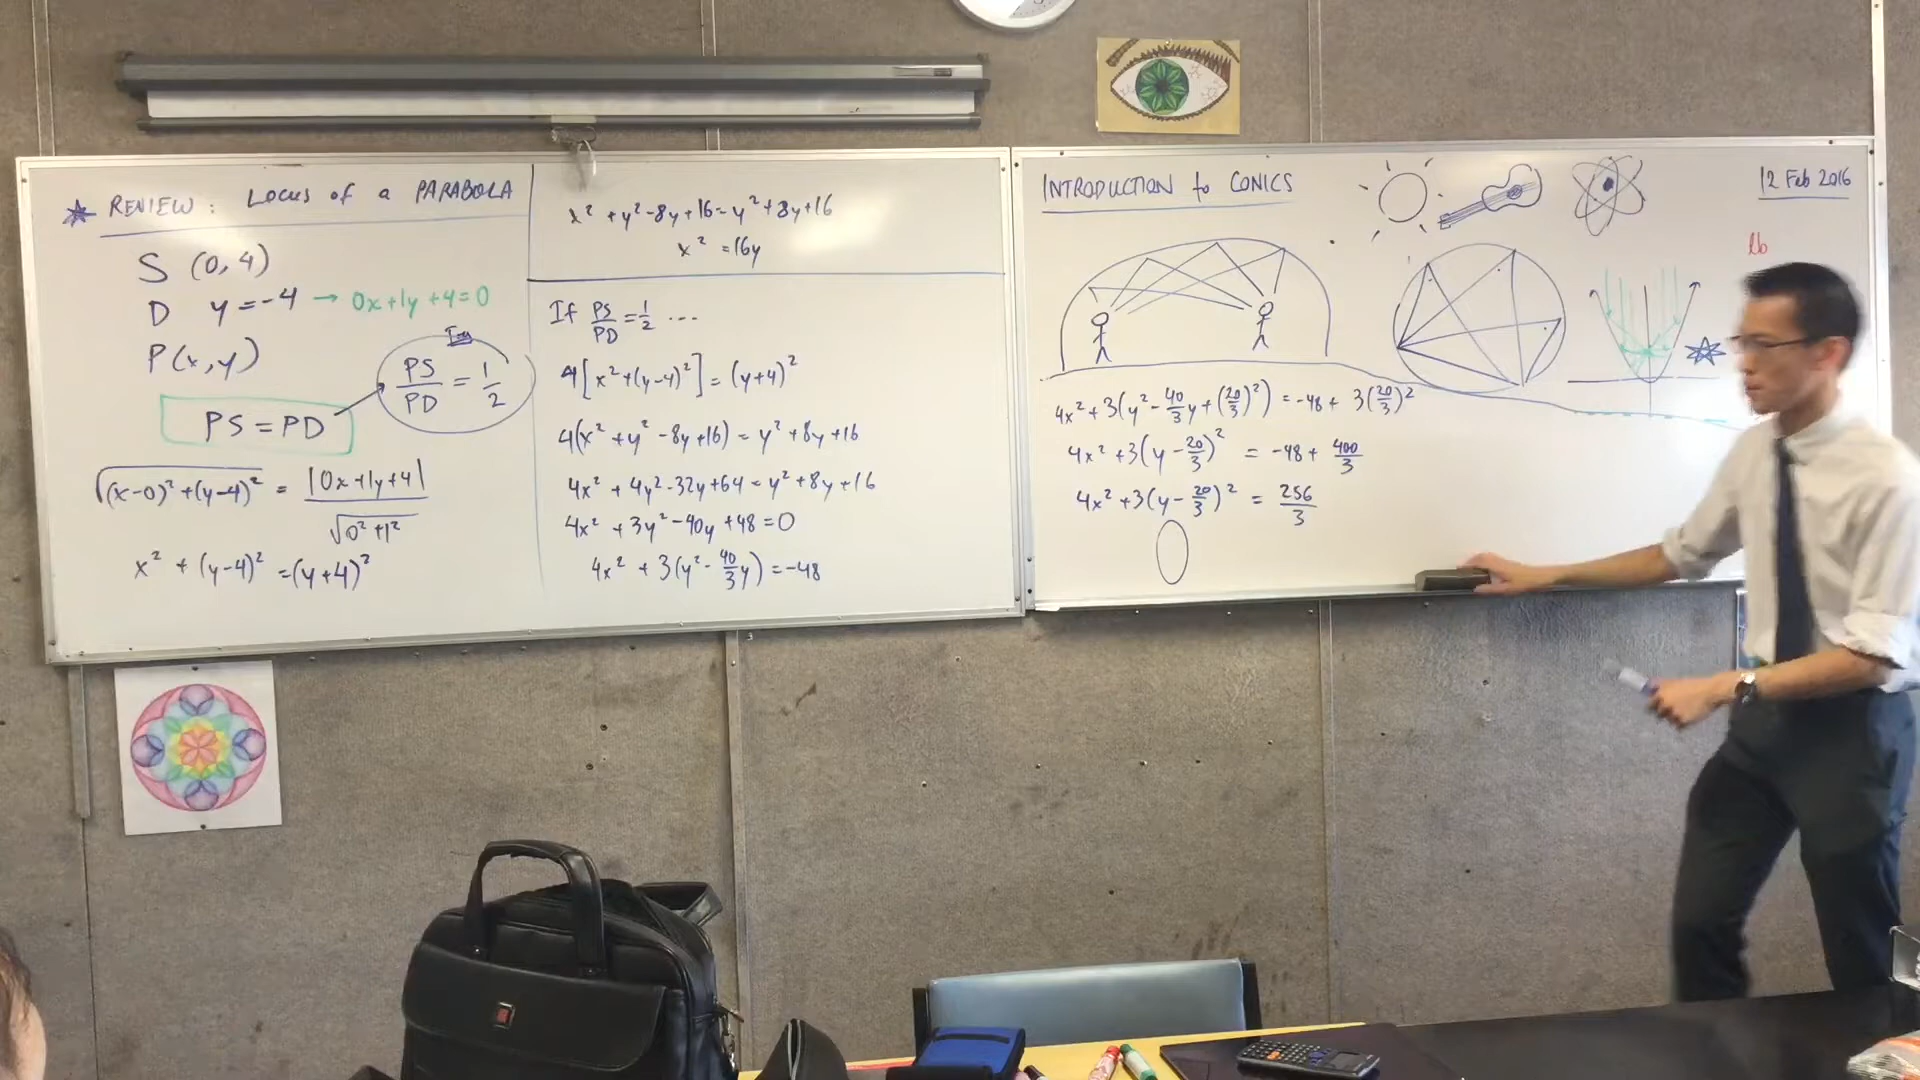 REVIEW: LOCUS of a PARABOLA
S (0, 4)
D y = -4 → 0x+1y+4=0
P(x, y)
PS = PD
PS/PD = 1/2
√((x-0)²+(y-4)²) = |0x+1y+4| / √(0²+1²)
x² + (y-4)² = (y+4)²
x² + y² - 8y + 16 = y² + 8y + 16
x² = 16y
If PS/PD = 1/2 ...
4[x²+(y-4)²] = (y+4)²
4(x² + y² - 8y + 16) = y² + 8y + 16
4x² + 4y² - 32y + 64 = y² + 8y + 16
4x² + 3y² - 40y + 48 = 0
4x² + 3(y² - 40/3 y) = -48
INTRODUCTION to CONICS
12 Feb 2016
4x² + 3(y² - 40/3 y + (20/3)²) = -48 + 3(20/3)²
4x² + 3(y - 20/3)² = -48 + 400/3
4x² + 3(y - 20/3)² = 256/3